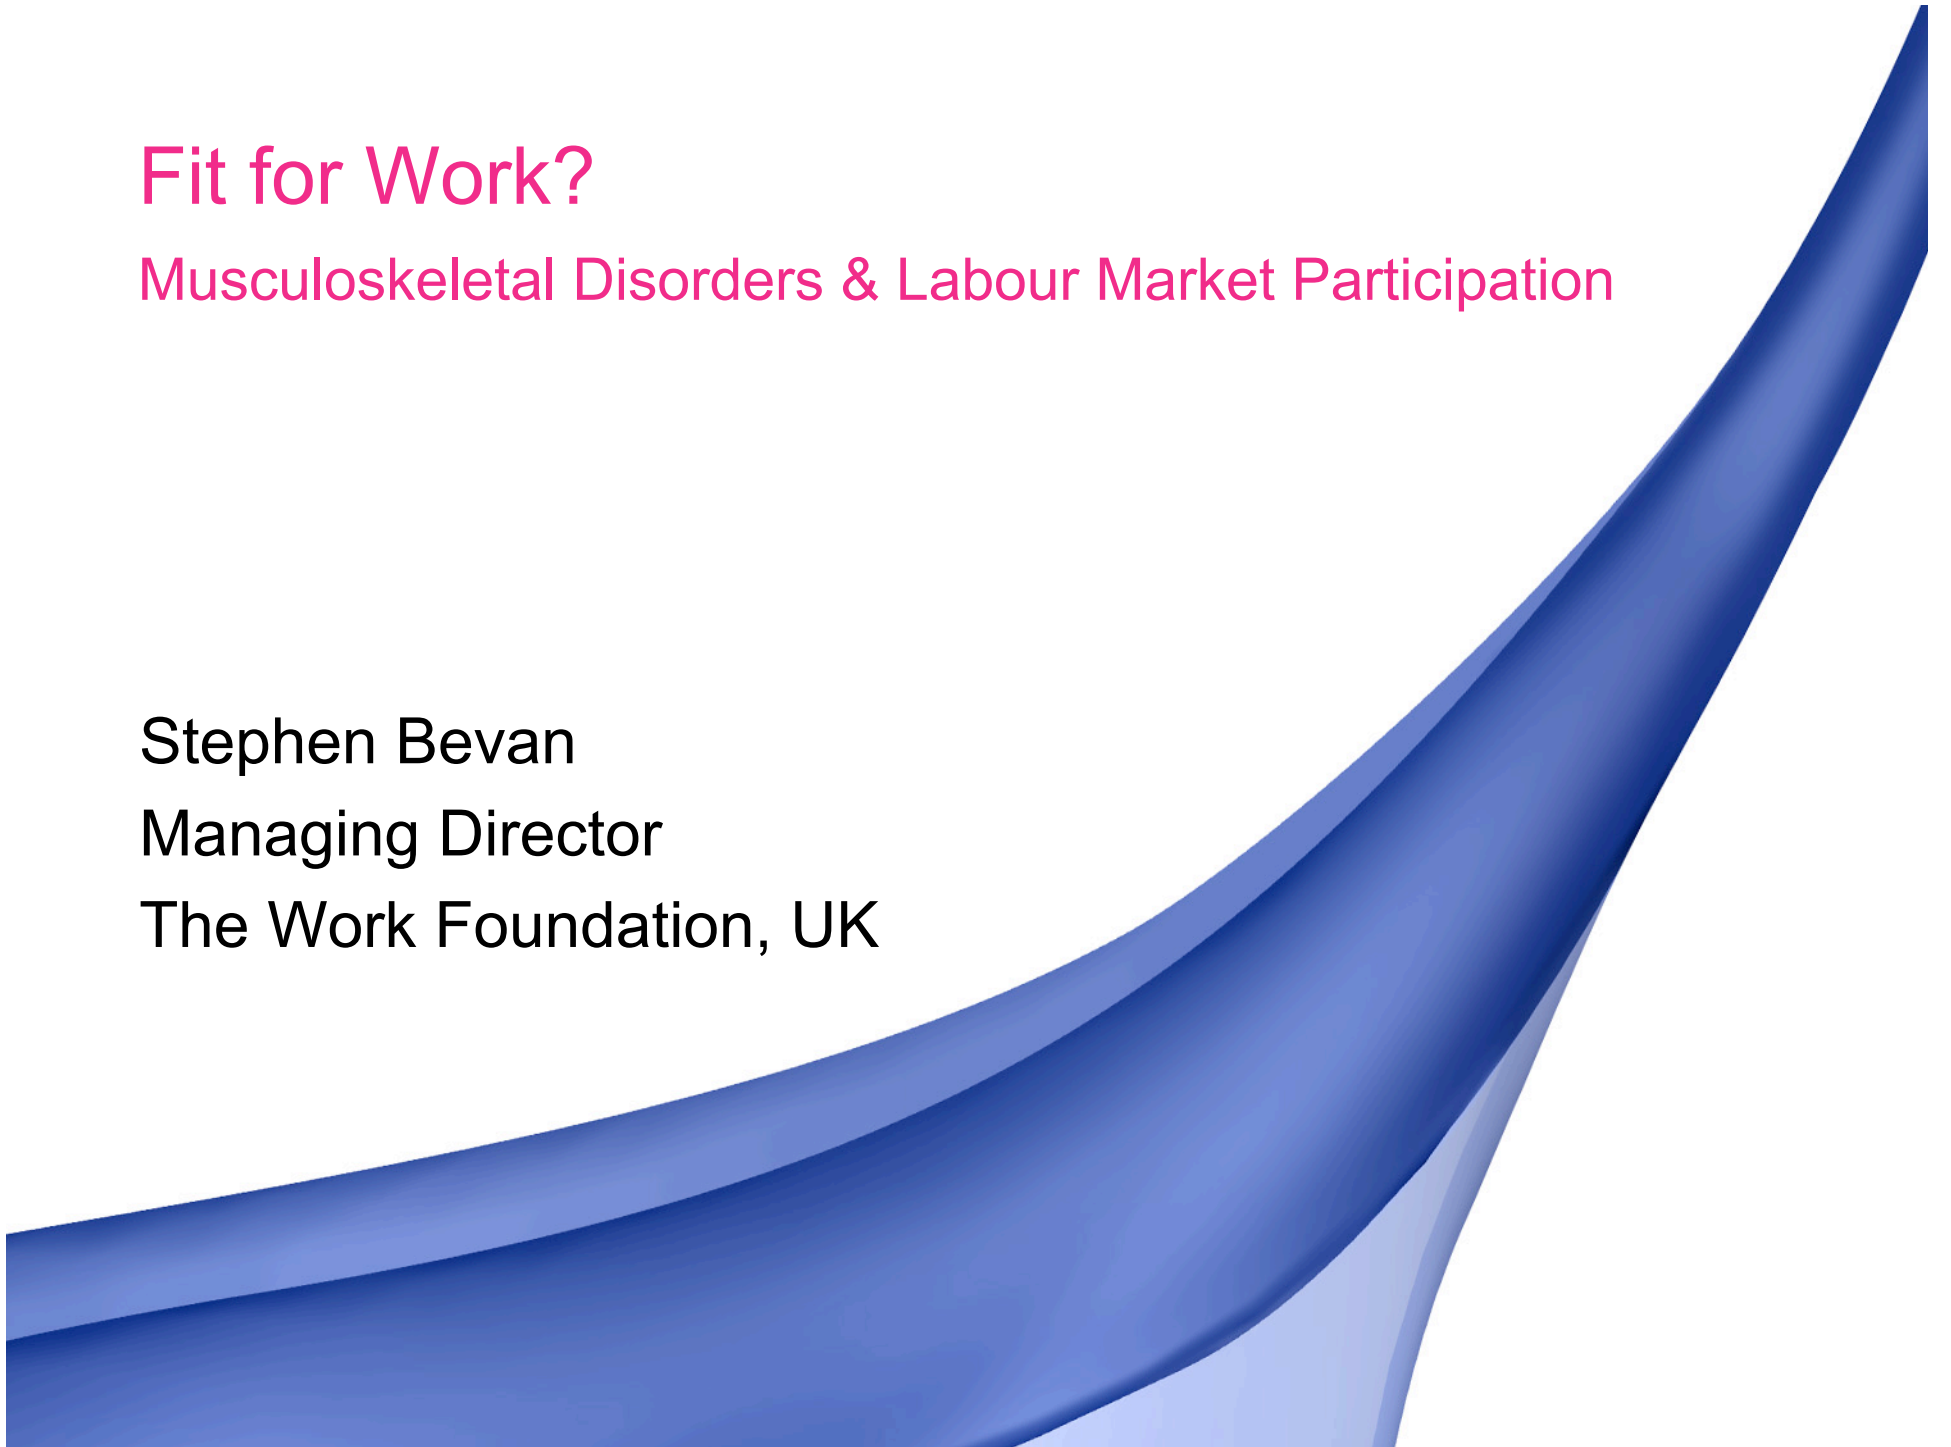 Fit for Work?
Musculoskeletal Disorders & Labour Market Participation
Stephen Bevan
Managing Director
The Work Foundation, UK